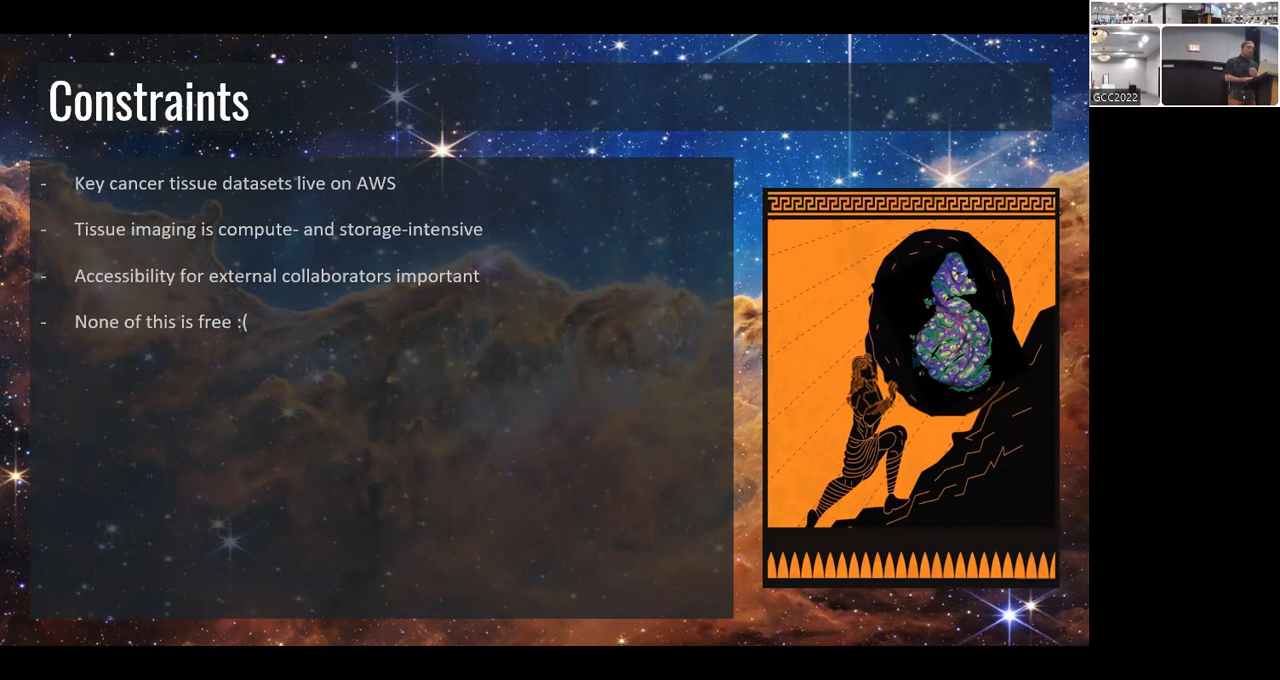 Constraints
- Key cancer tissue datasets live on AWS
- Tissue imaging is compute- and storage-intensive
- Accessibility for external collaborators important
- None of this is free :(
GCC2022